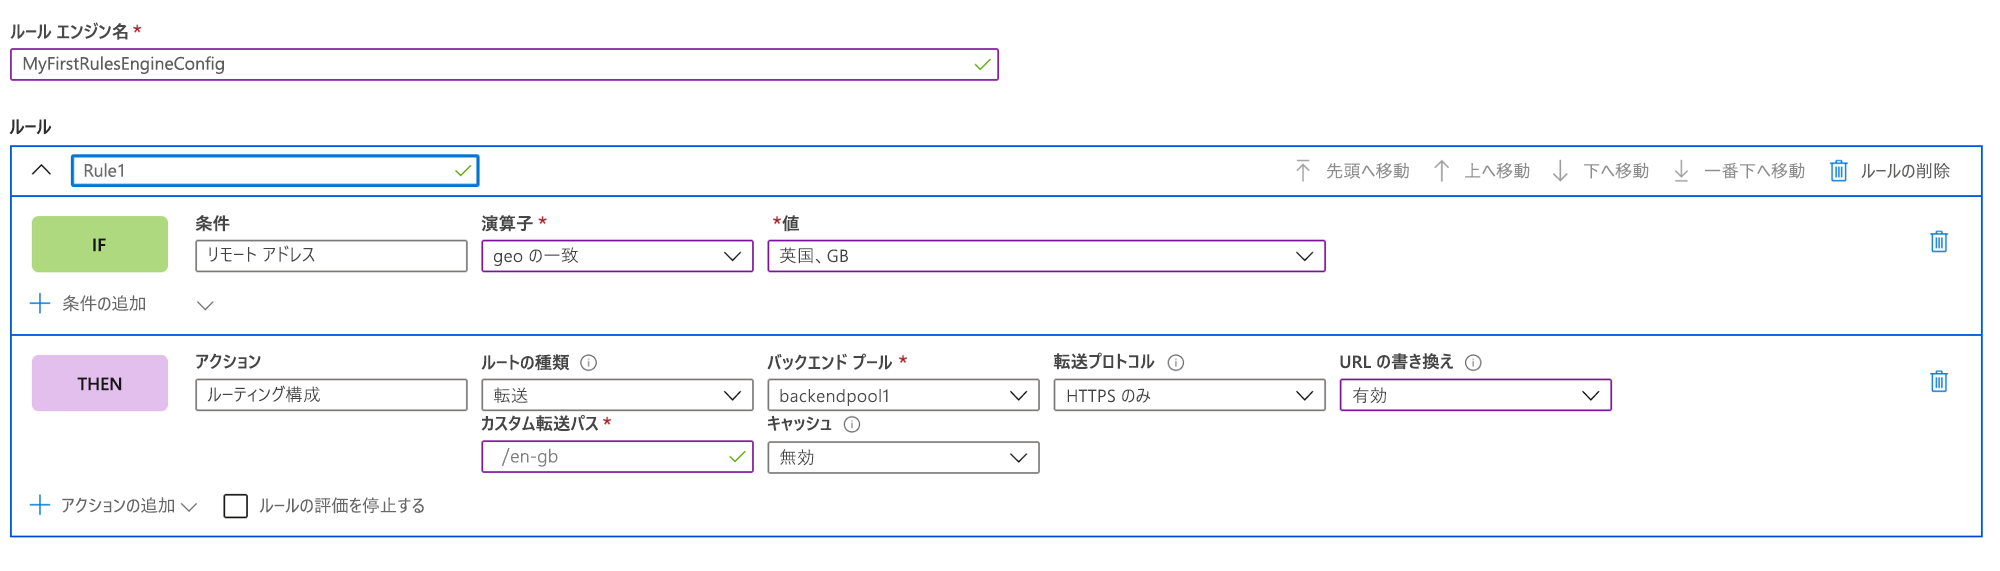 ルール エンジン名 *
MyFirstRulesEngineConfig
ルール
Rule1 先頭へ移動 上へ移動 下へ移動 一番下へ移動 ルールの削除
IF 条件 演算子 * *値
リモート アドレス geo の一致 英国、GB
条件の追加
THEN アクション ルートの種類 バックエンド プール * 転送プロトコル URL の書き換え
ルーティング構成 転送 backendpool1 HTTPS のみ 有効
カスタム転送パス * キャッシュ
/en-gb 無効
アクションの追加 ルールの評価を停止する